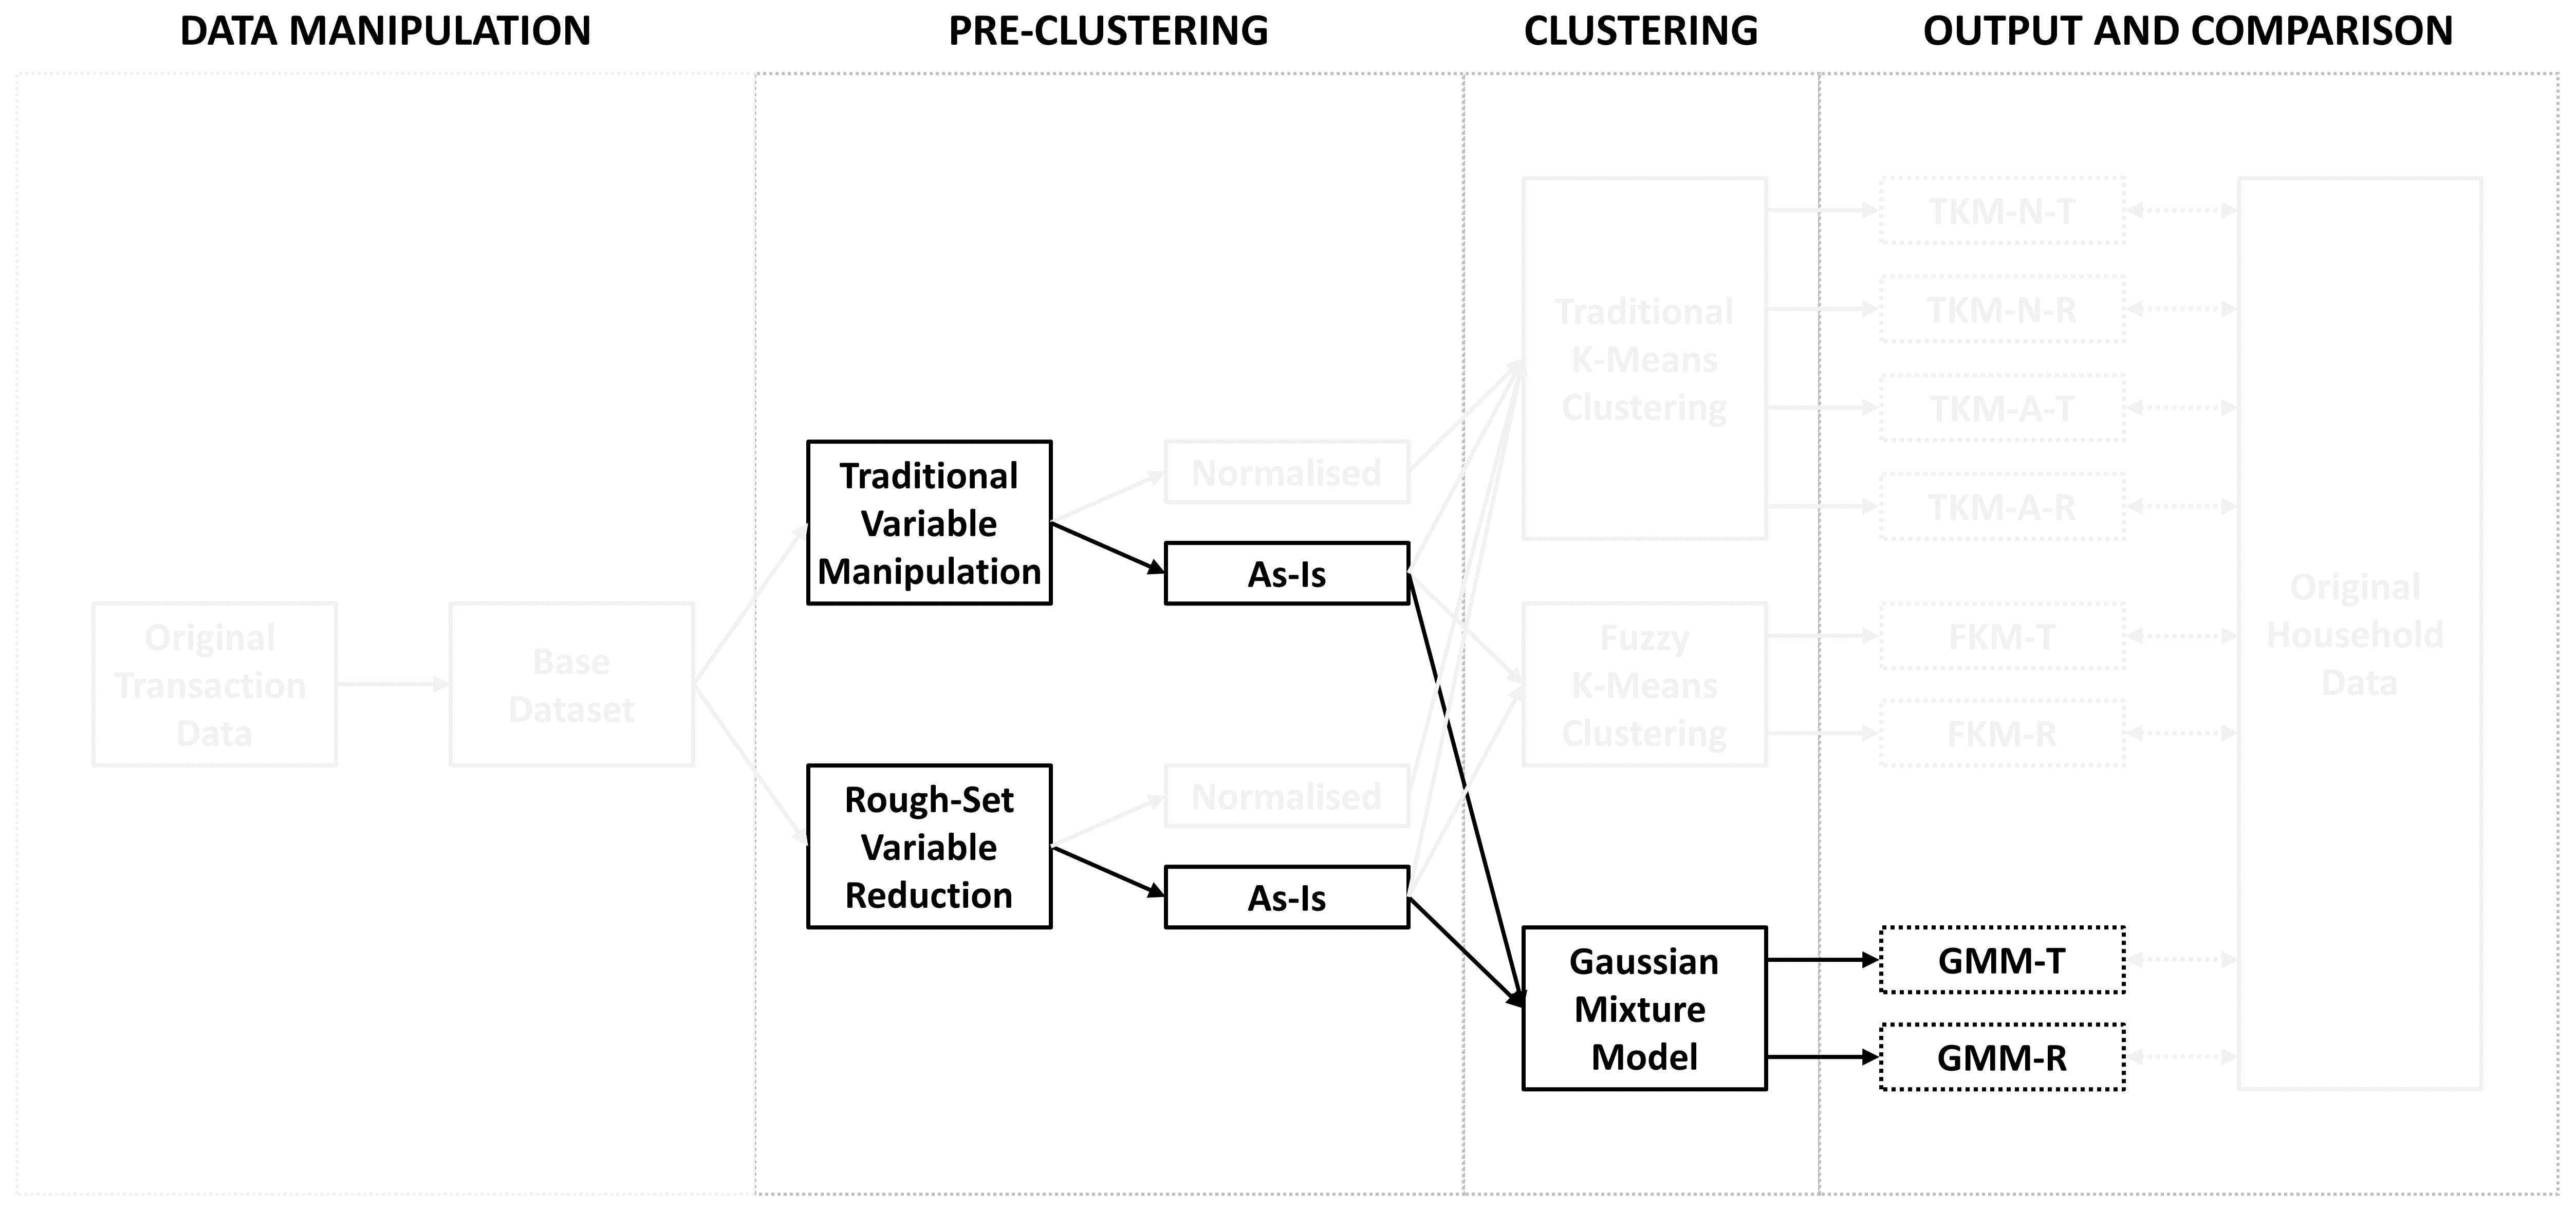 DATA MANIPULATION
PRE-CLUSTERING
CLUSTERING
OUTPUT AND COMPARISON
Original
Transaction
Data
Base
Dataset
Traditional
Variable
Manipulation
Normalised
As-Is
Rough-Set
Variable
Reduction
Normalised
As-Is
Traditional
K-Means
Clustering
Fuzzy
K-Means
Clustering
Gaussian
Mixture
Model
TKM-N-T
TKM-N-R
TKM-A-T
TKM-A-R
FKM-T
FKM-R
GMM-T
GMM-R
Original
Household
Data